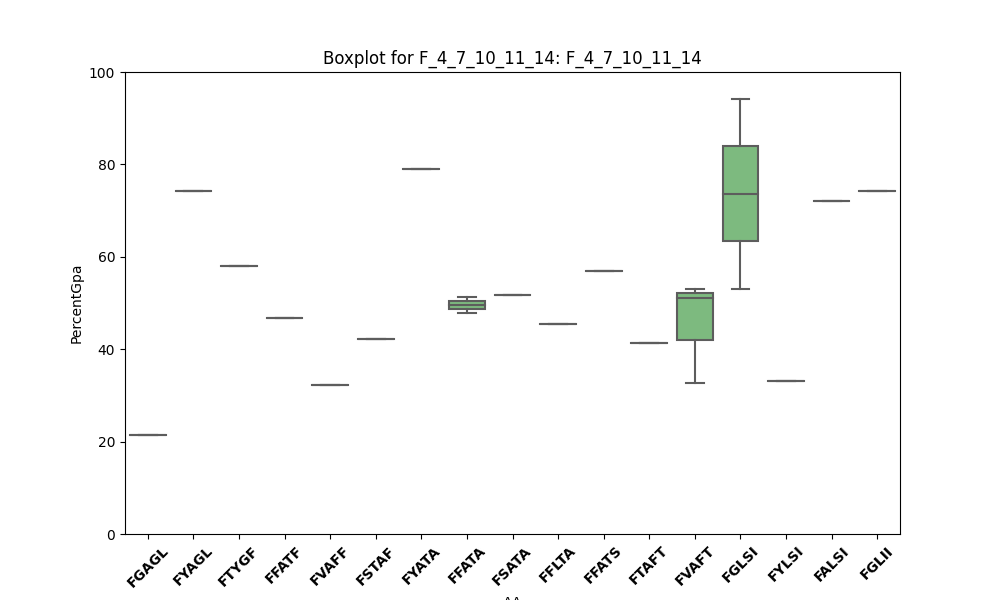 Boxplot for F_4_7_10_11_14: F_4_7_10_11_14
100
80
60
40
20
0
PercentGpa
FGAGL
FYAGL
FTYGF
FFATF
FVAFF
FSTAF
FYATA
FFATA
FSATA
FFLTA
FFATS
FTAFT
FVAFT
FGLSI
FYLSI
FALSI
FGLII